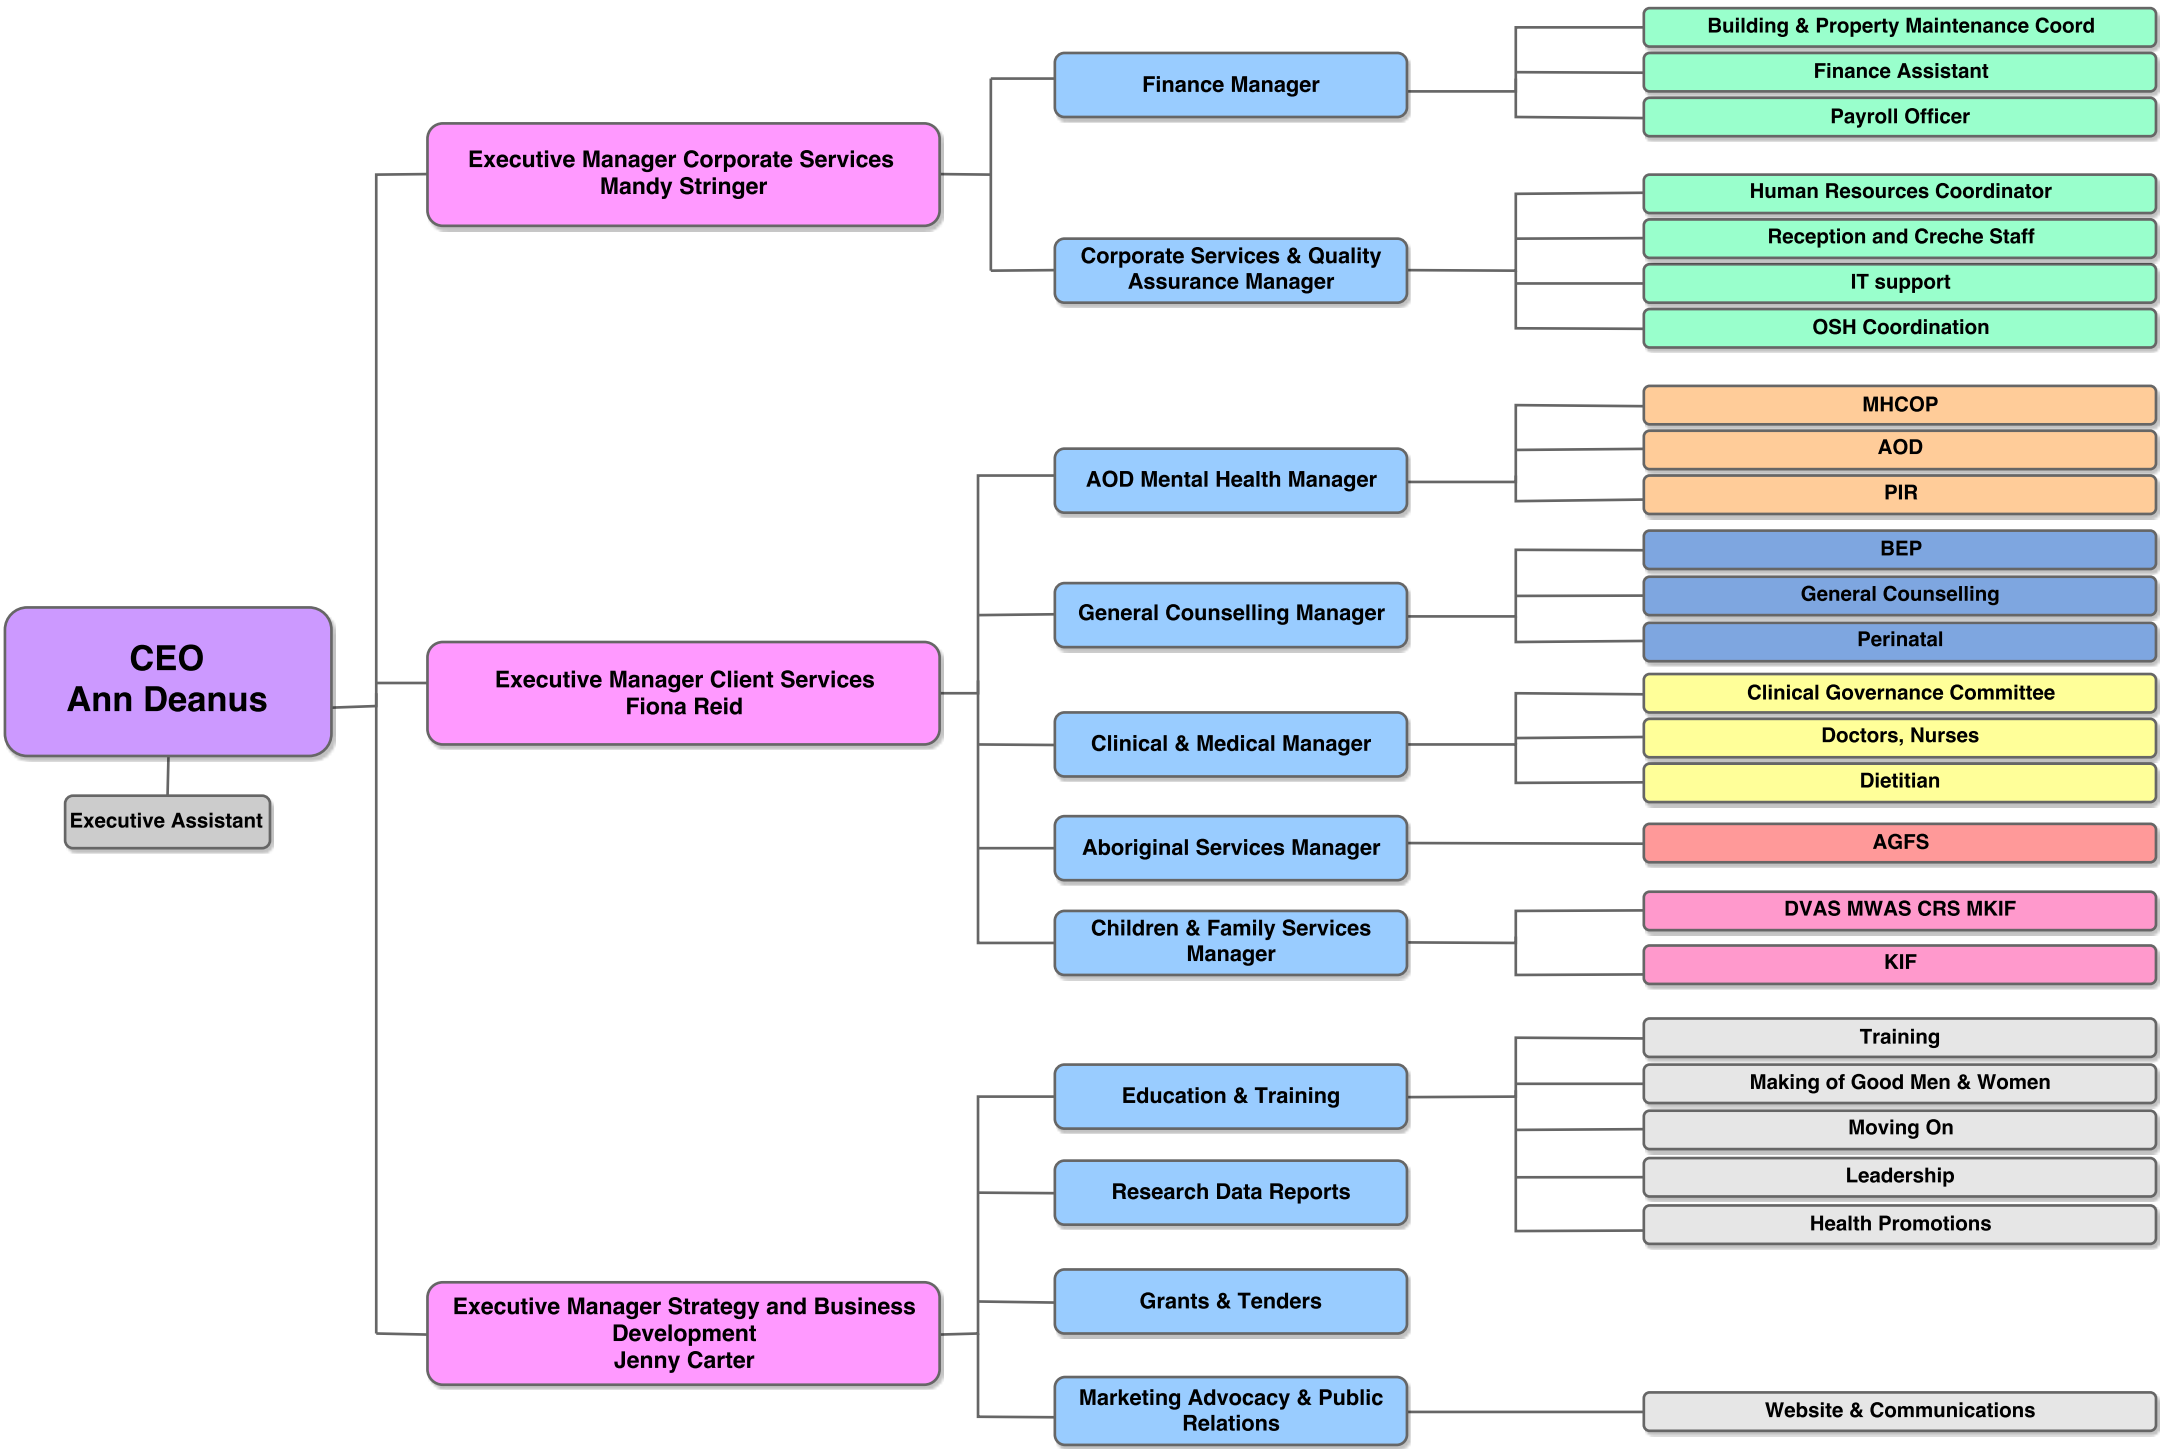 CEO
Ann Deanus
Executive Assistant
Executive Manager Corporate Services
Mandy Stringer
Finance Manager
Building & Property Maintenance Coord
Finance Assistant
Payroll Officer
Corporate Services & Quality
Assurance Manager
Human Resources Coordinator
Reception and Creche Staff
IT support
OSH Coordination
Executive Manager Client Services
Fiona Reid
AOD Mental Health Manager
MHCOP
AOD
PIR
General Counselling Manager
BEP
General Counselling
Perinatal
Clinical & Medical Manager
Clinical Governance Committee
Doctors, Nurses
Dietitian
Aboriginal Services Manager
AGFS
Children & Family Services
Manager
DVAS MWAS CRS MKIF
KIF
Executive Manager Strategy and Business
Development
Jenny Carter
Education & Training
Training
Making of Good Men & Women
Moving On
Leadership
Health Promotions
Research Data Reports
Grants & Tenders
Marketing Advocacy & Public
Relations
Website & Communications